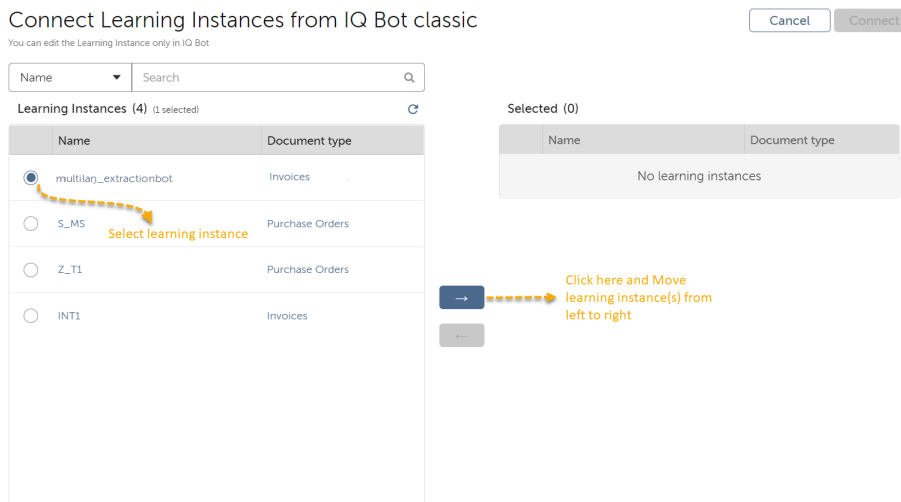 Connect Learning Instances from IQ Bot classic
Cancel
Connect
You can edit the Learning Instance only in IQ Bot
Name
Search
Learning Instances (4) (1 selected)
Selected (0)
Name Document type
Name Document type
multilan_extractionbot Invoices
No learning instances
S_MS Purchase Orders
Select learning instance
Z_T1 Purchase Orders
Click here and Move
learning instance(s) from
left to right
→
INT1 Invoices
←